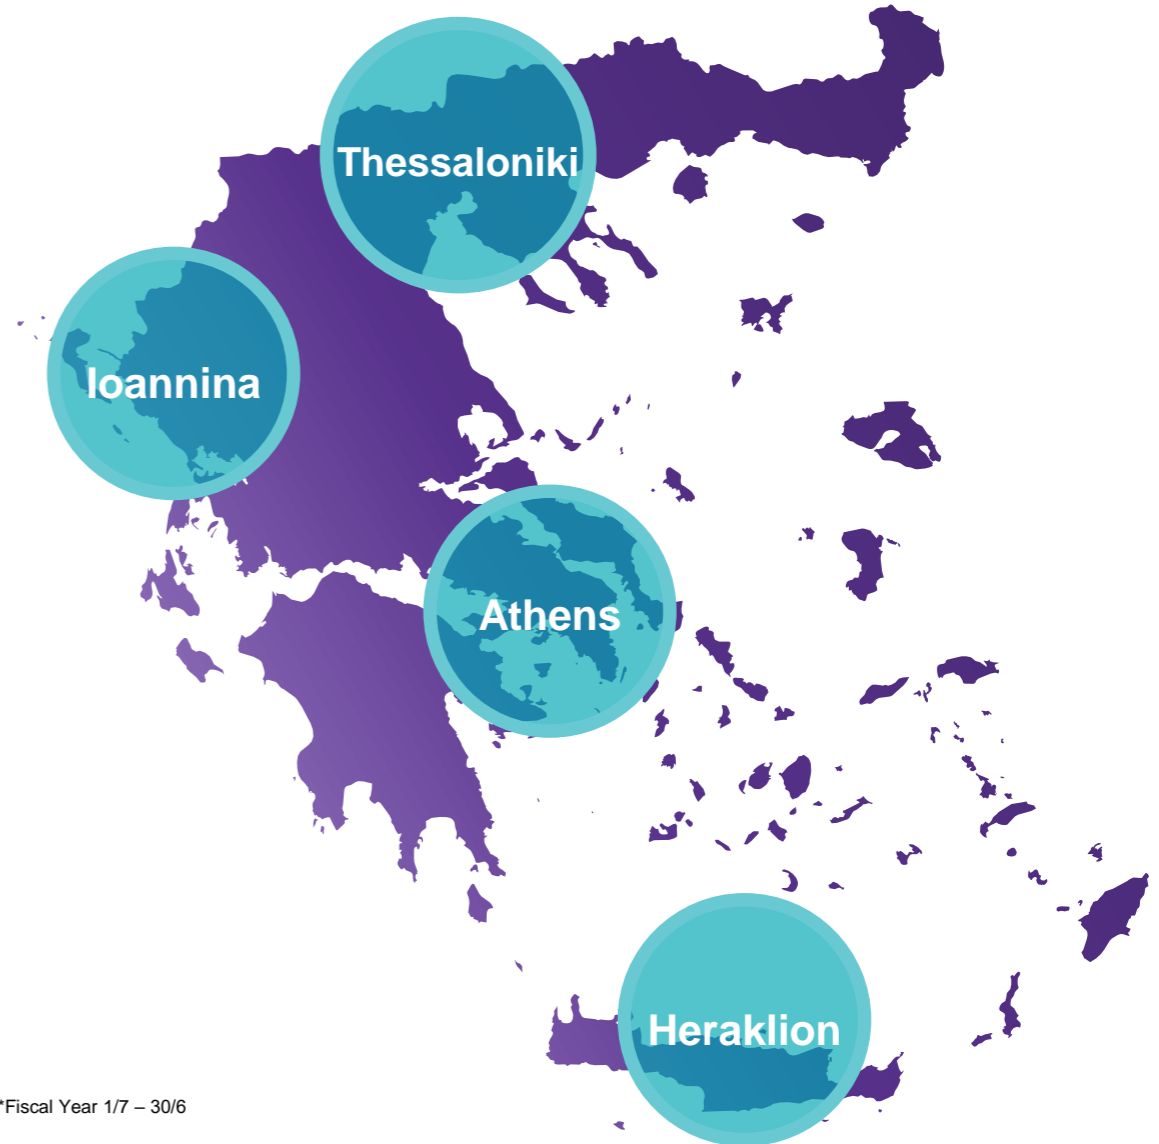 Thessaloniki
Ioannina
Athens
Heraklion
*Fiscal Year 1/7 – 30/6